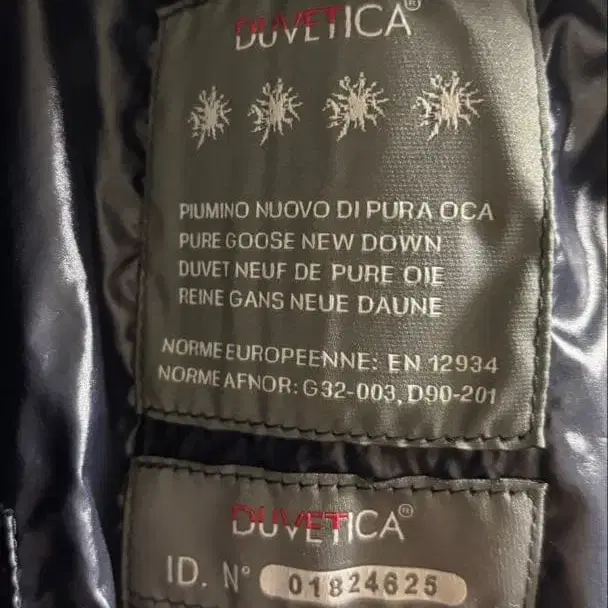 DUVETICA®
PIUMINO NUOVO DI PURA OCA
PURE GOOSE NEW DOWN
DUVET NEUF DE PURE OIE
REINE GANS NEUE DAUNE
NORME EUROPEENNE: EN 12934
NORME AFNOR: G32-003, D90-201
DUVETICA®
ID. N° 01824625